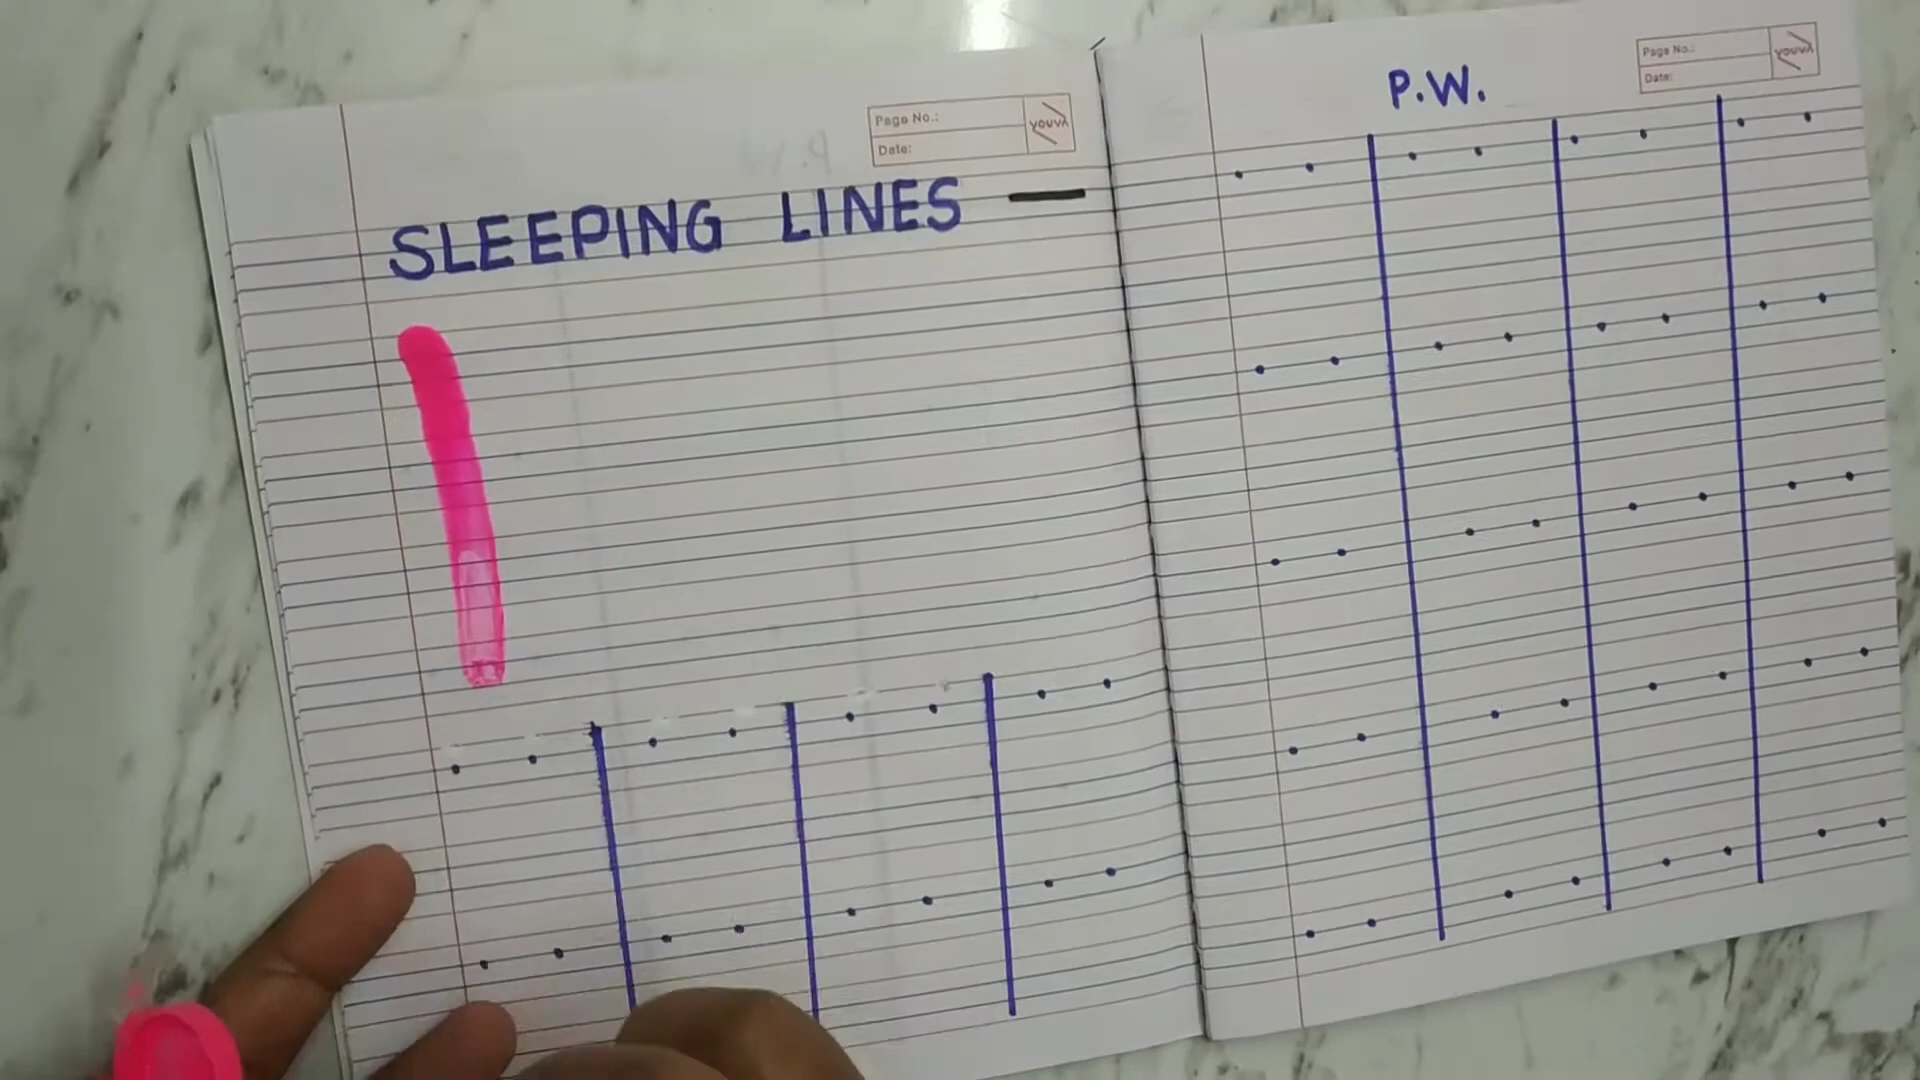 Page No.:
Date:
youva
SLEEPING LINES —
P.W.
Page No.:
Date:
youva